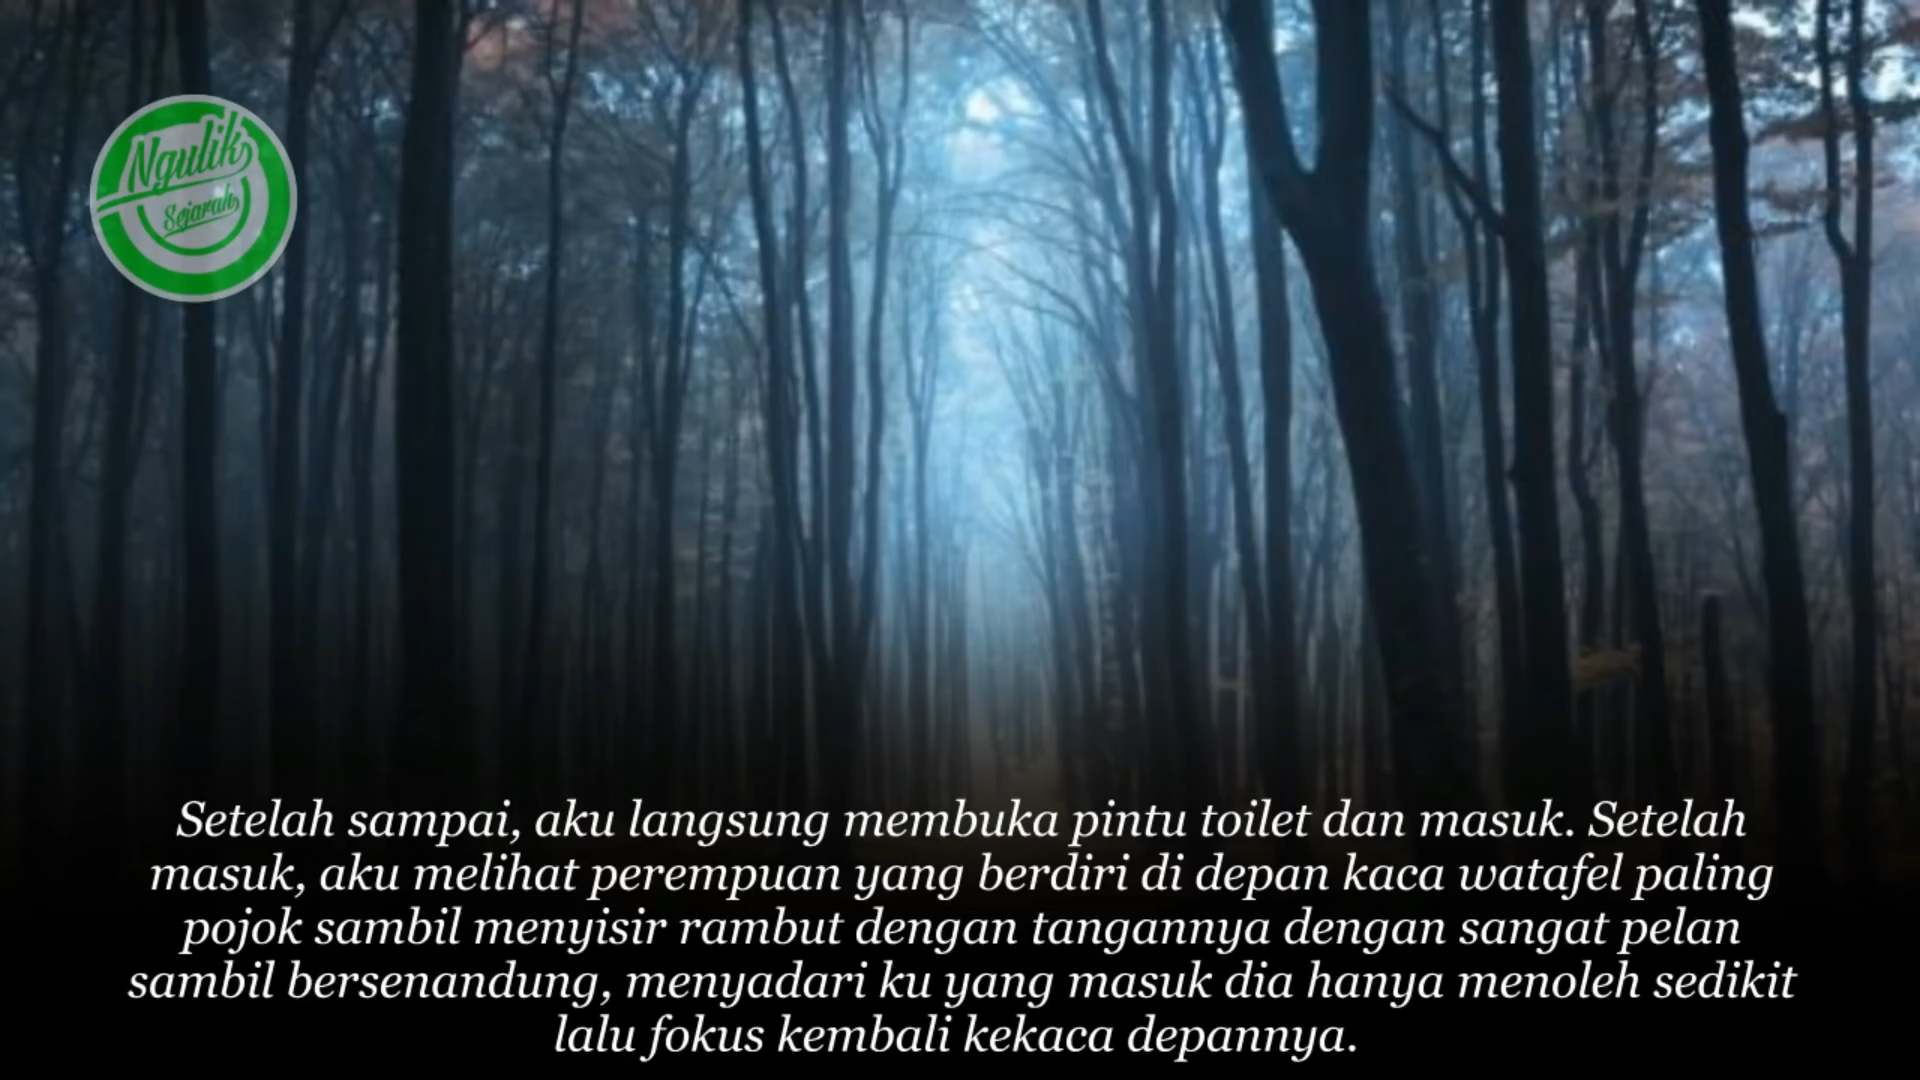 Ngulik
Sejarah
Setelah sampai, aku langsung membuka pintu toilet dan masuk. Setelah
masuk, aku melihat perempuan yang berdiri di depan kaca watafel paling
pojok sambil menyisir rambut dengan tangannya dengan sangat pelan
sambil bersenandung, menyadari ku yang masuk dia hanya menoleh sedikit
lalu fokus kembali kekaca depannya.